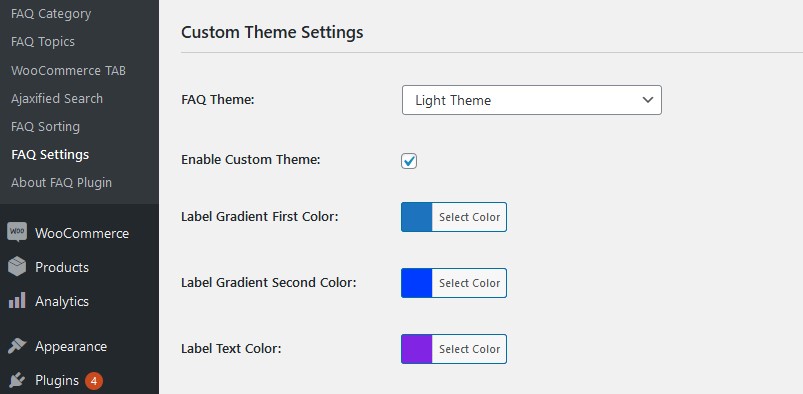 FAQ Category
FAQ Topics
WooCommerce TAB
Ajaxified Search
FAQ Sorting
FAQ Settings
About FAQ Plugin
Woo
WooCommerce
Products
Analytics
Appearance
Plugins 4
Custom Theme Settings
FAQ Theme: Light Theme
Enable Custom Theme:
Label Gradient First Color: Select Color
Label Gradient Second Color: Select Color
Label Text Color: Select Color